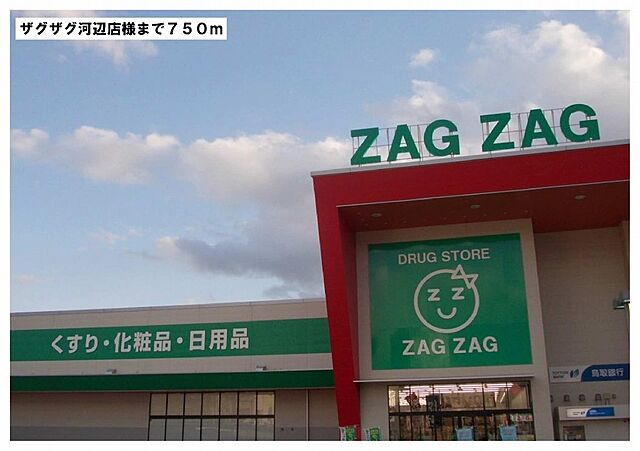 ザグザグ河辺店様まで７５０ｍ
ZAG ZAG
DRUG STORE
z z
ZAG ZAG
くすり・化粧品・日用品
鳥取銀行